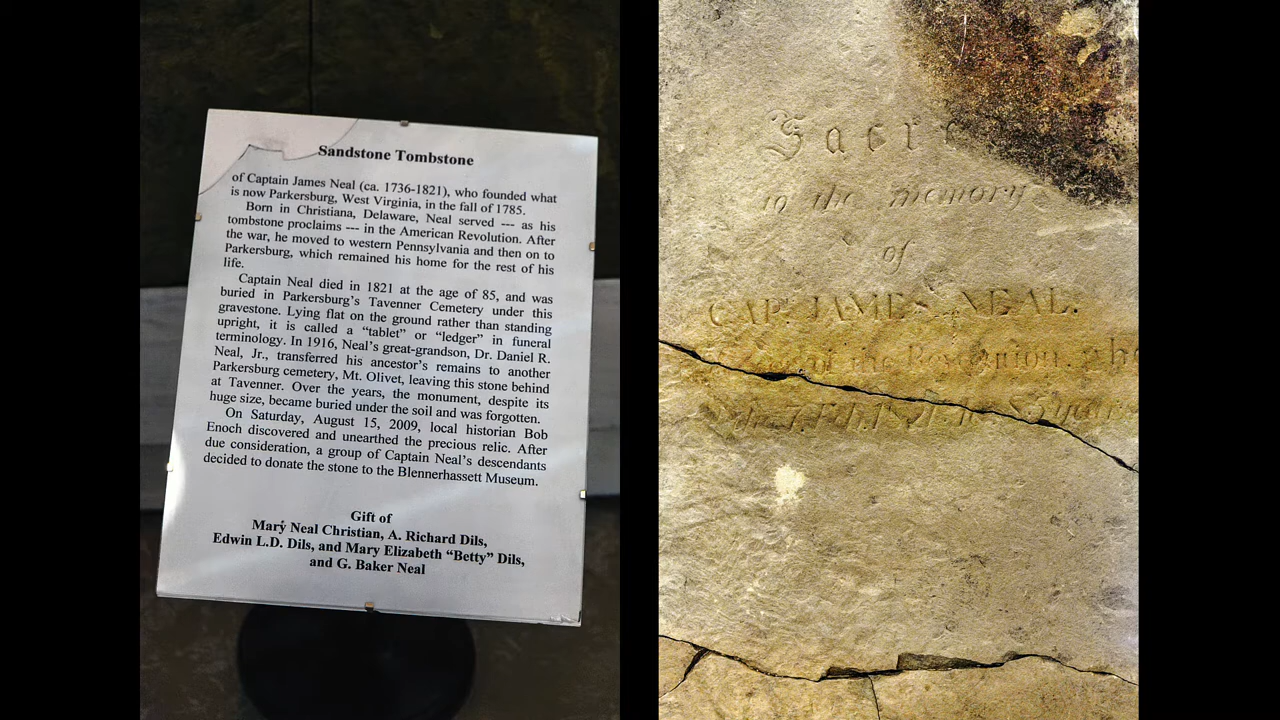 Sandstone Tombstone
of Captain James Neal (ca. 1736-1821), who founded what
is now Parkersburg, West Virginia, in the fall of 1785.
Born in Christiana, Delaware, Neal served --- as his
tombstone proclaims --- in the American Revolution. After
the war, he moved to western Pennsylvania and then on to
Parkersburg, which remained his home for the rest of his
life.
Captain Neal died in 1821 at the age of 85, and was
buried in Parkersburg's Tavenner Cemetery under this
gravestone. Lying flat on the ground rather than standing
upright, it is called a “tablet” or “ledger” in funeral
terminology. In 1916, Neal's great-grandson, Dr. Daniel R.
Neal, Jr., transferred his ancestor's remains to another
Parkersburg cemetery, Mt. Olivet, leaving this stone behind
at Tavenner. Over the years, the monument, despite its
huge size, became buried under the soil and was forgotten.
On Saturday, August 15, 2009, local historian Bob
Enoch discovered and unearthed the precious relic. After
due consideration, a group of Captain Neal's descendants
decided to donate the stone to the Blennerhassett Museum.
Gift of
Mary Neal Christian, A. Richard Dils,
Edwin L.D. Dils, and Mary Elizabeth “Betty” Dils,
and G. Baker Neal
Sacre
to the memory
of
CAP. JAMES NEAL.
of the
Feb. 1821. 85 years